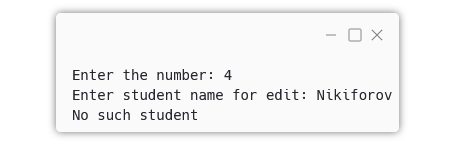 Enter the number: 4
Enter student name for edit: Nikiforov
No such student